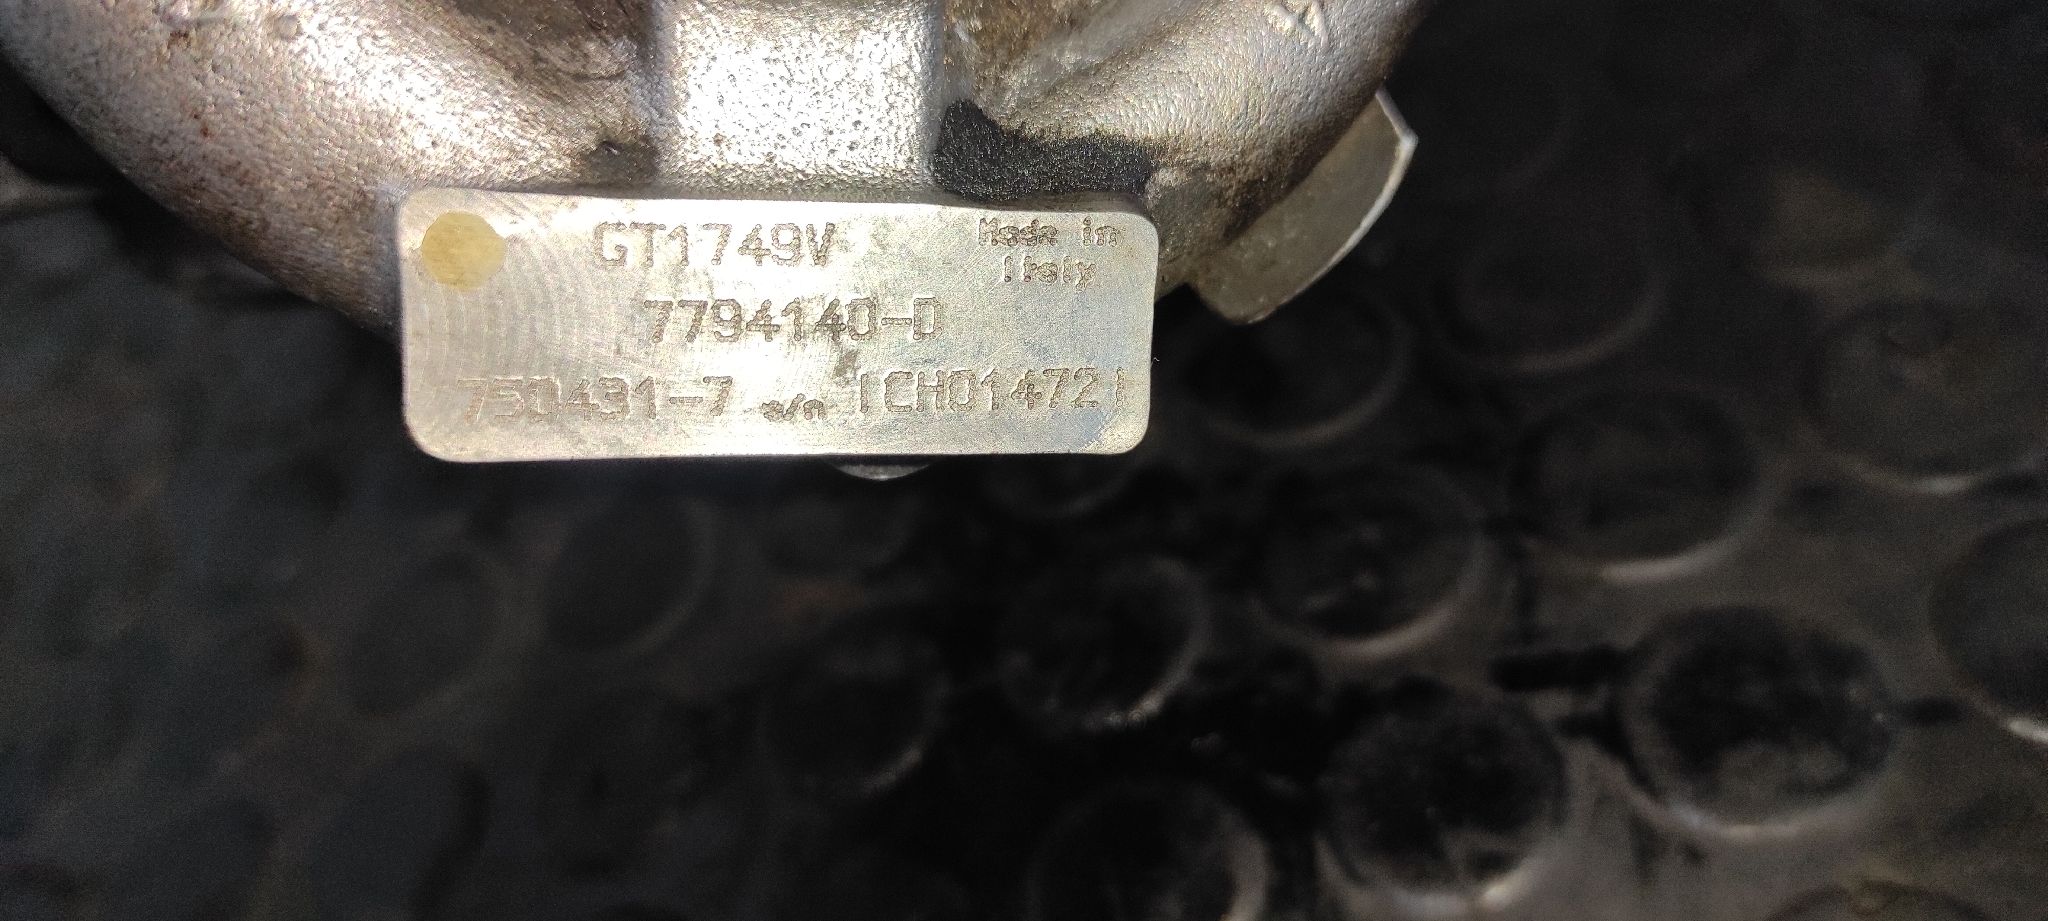 GT1749V
Made in
Italy
7794140-D
750431-7 s/n |CH01472|